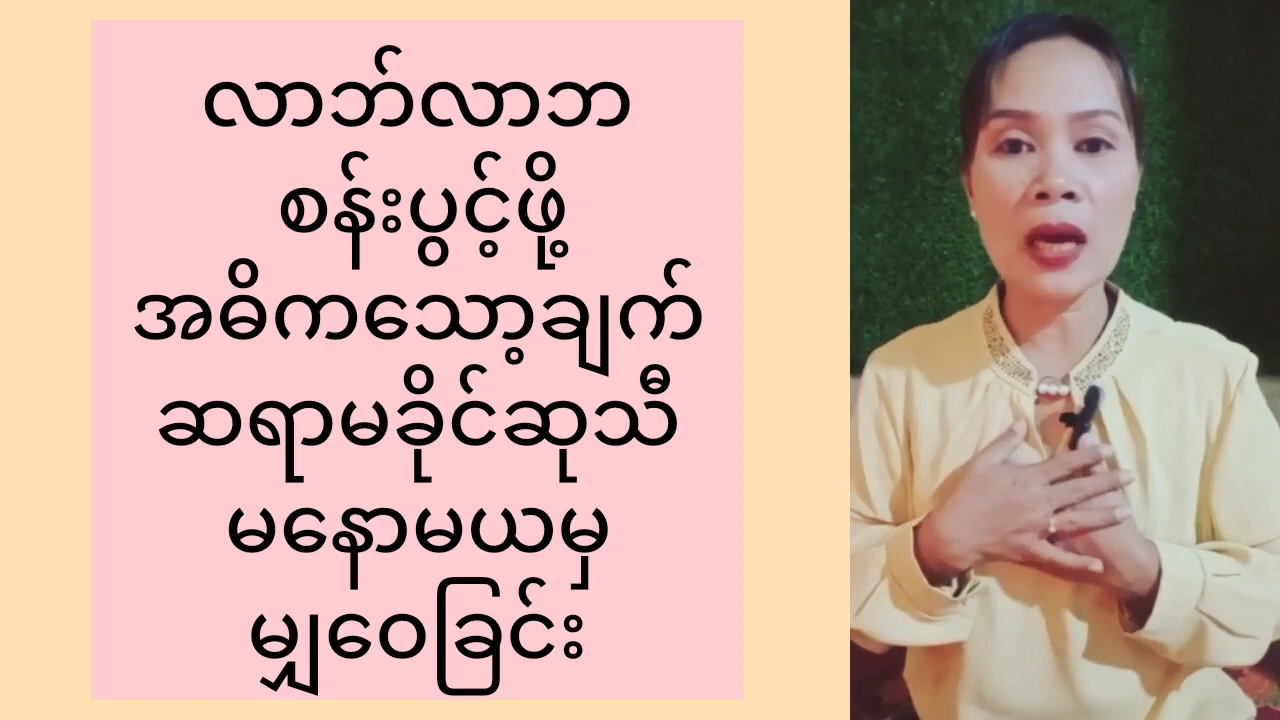 လာဘ်လာဘ
စန်းပွင့်ဖို့
အဓိကသော့ချက်
ဆရာမခိုင်ဆုသီ
မနောမယမှ
မျှဝေခြင်း